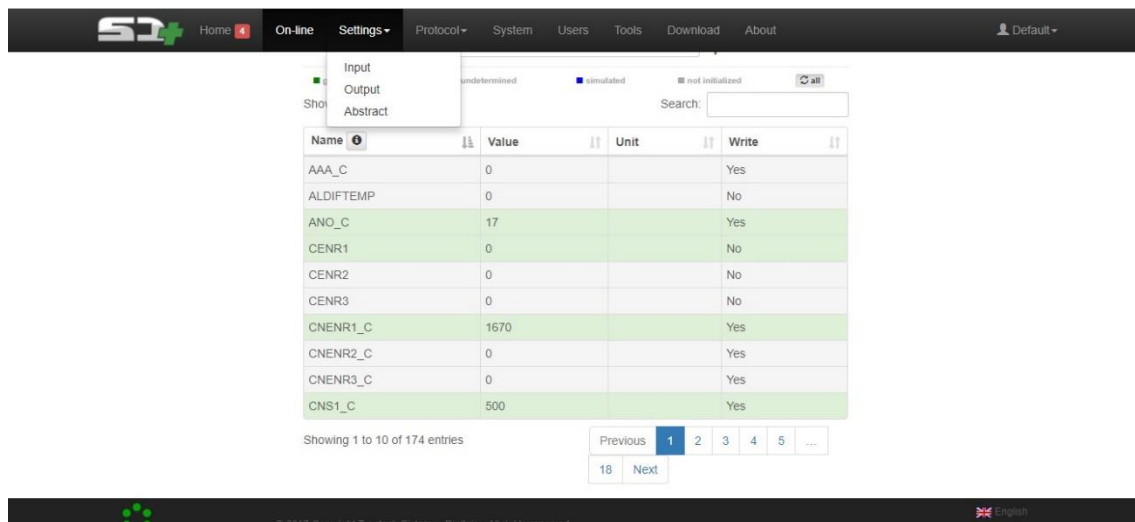 SD+ Home 4 On-line Settings Protocol System Users Tools Download About Default
Input
Output
Abstract
undetermined simulated not initialized all
Search:
Name Value Unit Write
AAA_C 0 Yes
ALDIFTEMP 0 No
ANO_C 17 Yes
CENR1 0 No
CENR2 0 No
CENR3 0 No
CNENR1_C 1670 Yes
CNENR2_C 0 Yes
CNENR3_C 0 Yes
CNS1_C 500 Yes
Showing 1 to 10 of 174 entries
Previous 1 2 3 4 5 ...
18 Next
English